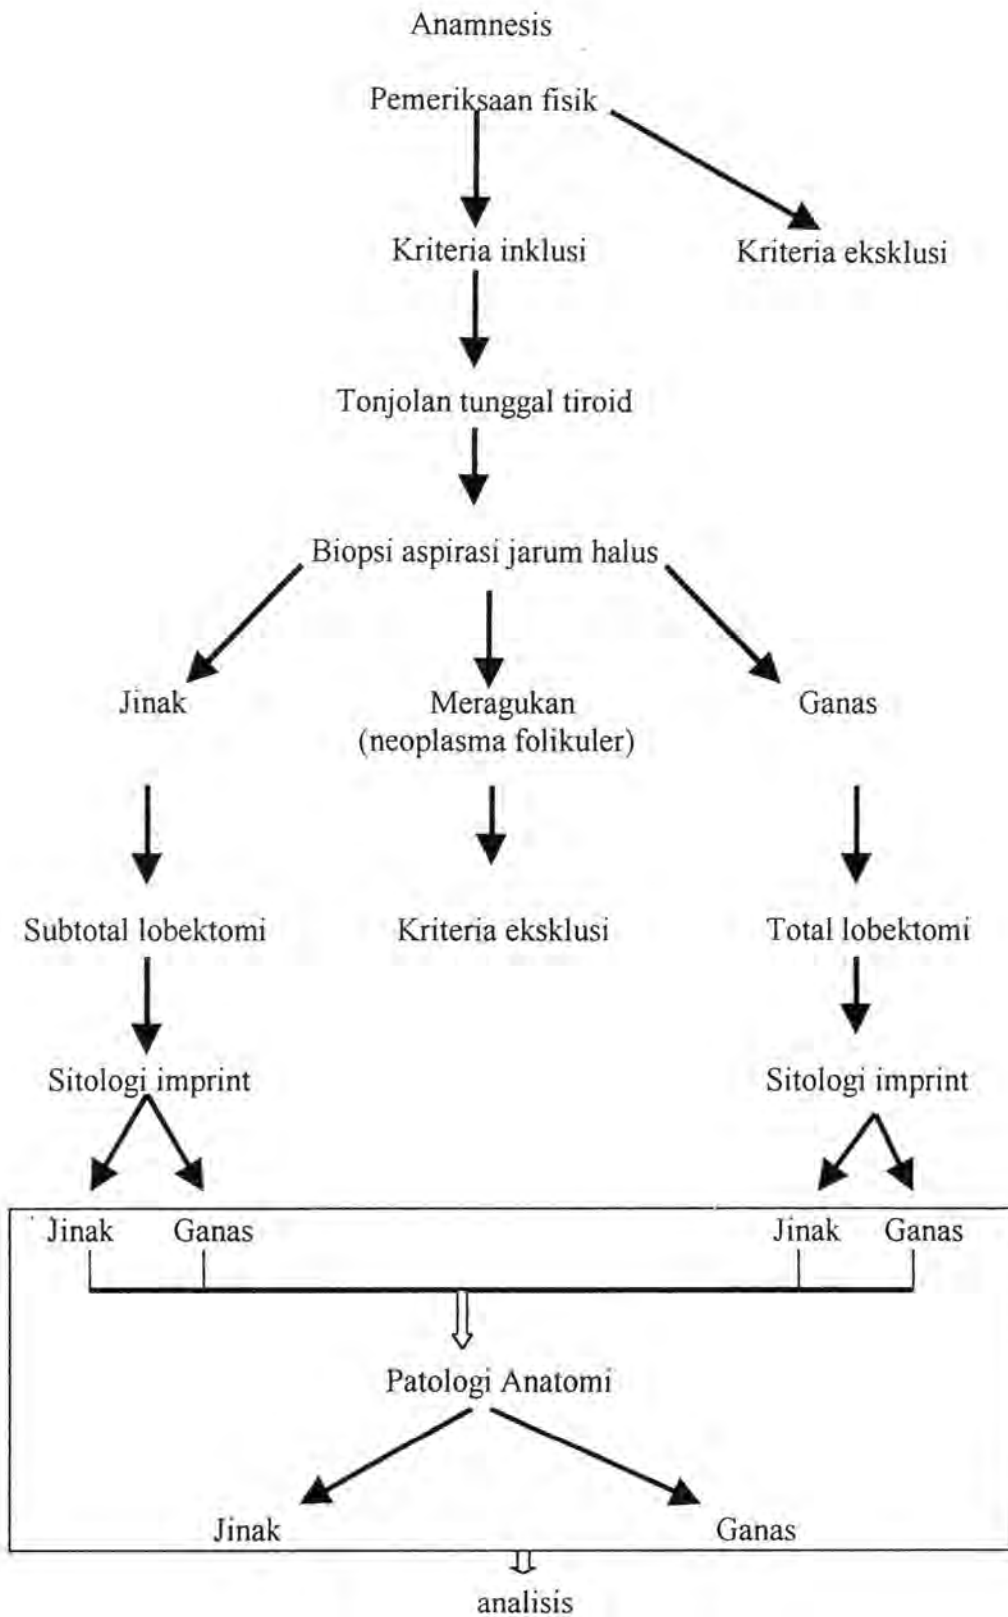 Anamnesis
Pemeriksaan fisik
Kriteria inklusi
Kriteria eksklusi
Tonjolan tunggal tiroid
Biopsi aspirasi jarum halus
Jinak
Meragukan
(neoplasma folikuler)
Ganas
Subtotal lobektomi
Kriteria eksklusi
Total lobektomi
Sitologi imprint
Sitologi imprint
Jinak
Ganas
Jinak
Ganas
Patologi Anatomi
Jinak
Ganas
analisis